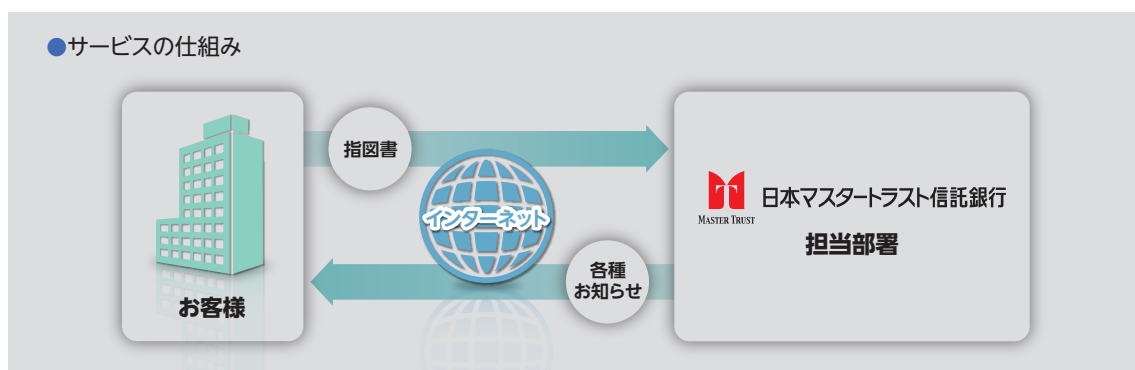 ●サービスの仕組み
指図書
インターネット
各種
お知らせ
お客様
MASTER TRUST
日本マスタートラスト信託銀行
担当部署